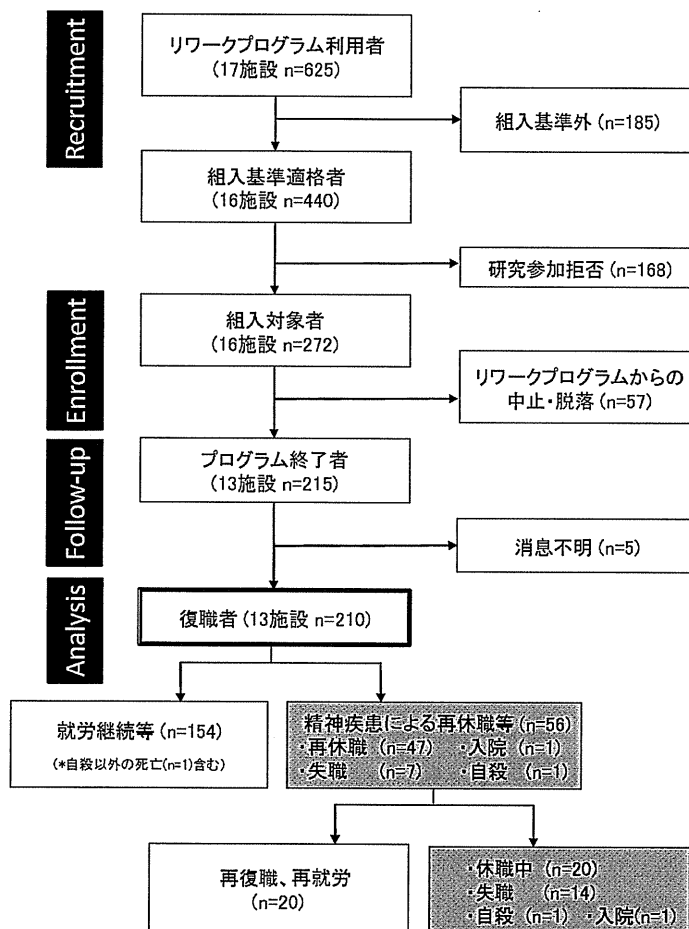 Recruitment
リワークプログラム利用者
(17施設 n=625)
組入基準外 (n=185)
組入基準適格者
(16施設 n=440)
研究参加拒否 (n=168)
Enrollment
組入対象者
(16施設 n=272)
リワークプログラムからの
中止・脱落 (n=57)
Follow-up
プログラム終了者
(13施設 n=215)
消息不明 (n=5)
Analysis
復職者 (13施設 n=210)
就労継続等 (n=154)
(*自殺以外の死亡(n=1)含む)
精神疾患による再休職等 (n=56)
・再休職 (n=47) ・入院 (n=1)
・失職 (n=7) ・自殺 (n=1)
再復職、再就労
(n=20)
・休職中 (n=20)
・失職 (n=14)
・自殺 (n=1) ・入院(n=1)